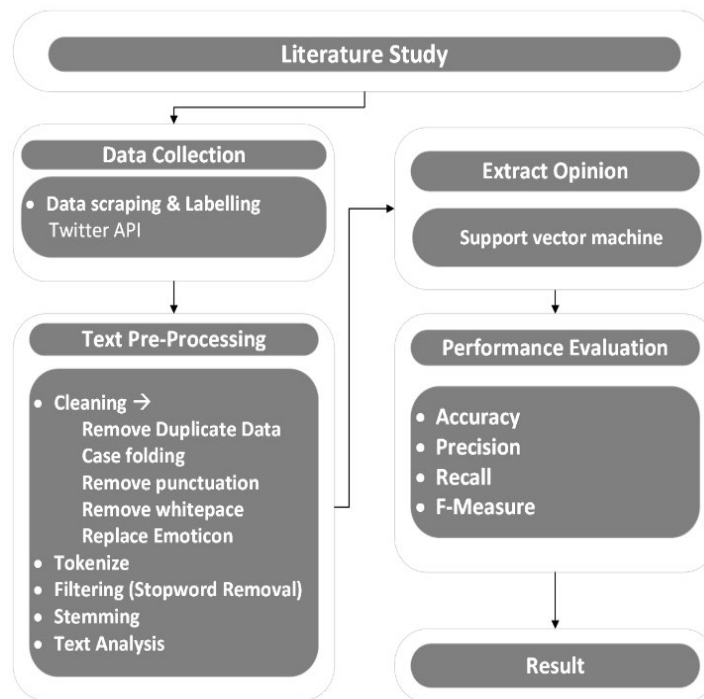 Literature Study
Data Collection
• Data scraping & Labelling
Twitter API
Text Pre-Processing
• Cleaning →
Remove Duplicate Data
Case folding
Remove punctuation
Remove whitepace
Replace Emoticon
• Tokenize
• Filtering (Stopword Removal)
• Stemming
• Text Analysis
Extract Opinion
Support vector machine
Performance Evaluation
• Accuracy
• Precision
• Recall
• F-Measure
Result